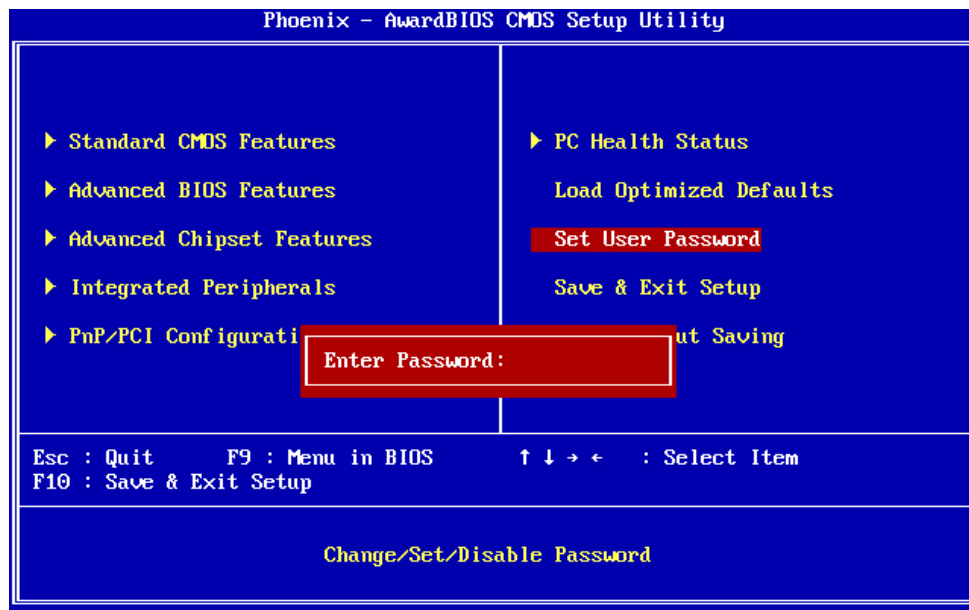 Phoenix - AwardBIOS CMOS Setup Utility
Standard CMOS Features
Advanced BIOS Features
Advanced Chipset Features
Integrated Peripherals
PnP/PCI Configurati
PC Health Status
Load Optimized Defaults
Set User Password
Save & Exit Setup
ut Saving
Enter Password:
Esc : Quit F9 : Menu in BIOS ↑ ↓ → ← : Select Item
F10 : Save & Exit Setup
Change/Set/Disable Password